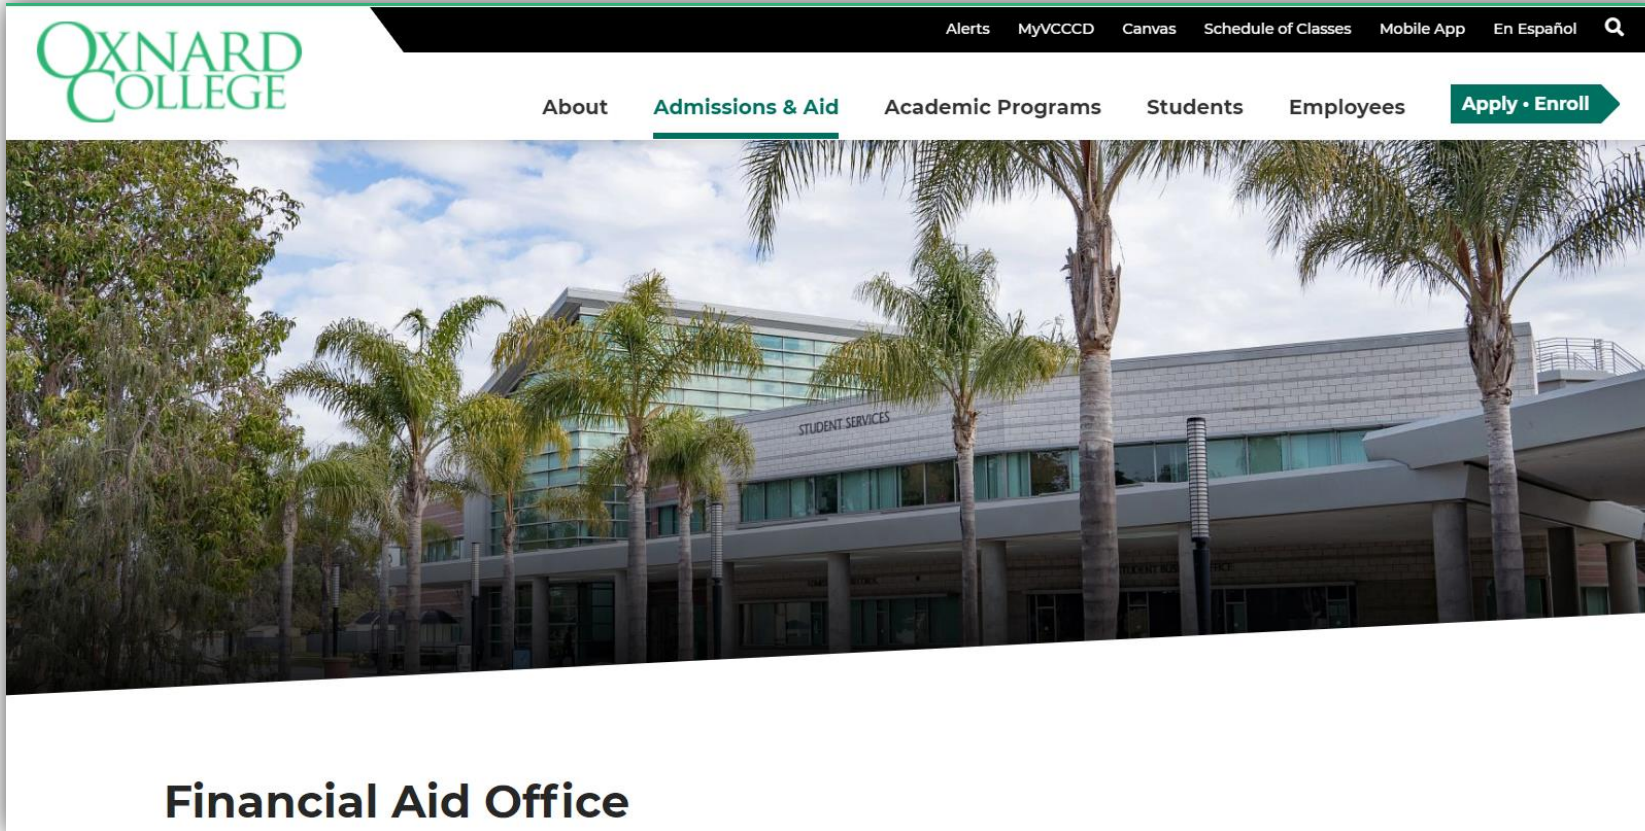 OXNARD
COLLEGE
Alerts MyVCCCD Canvas Schedule of Classes Mobile App En Español
About Admissions & Aid Academic Programs Students Employees Apply • Enroll
STUDENT SERVICES
Financial Aid Office